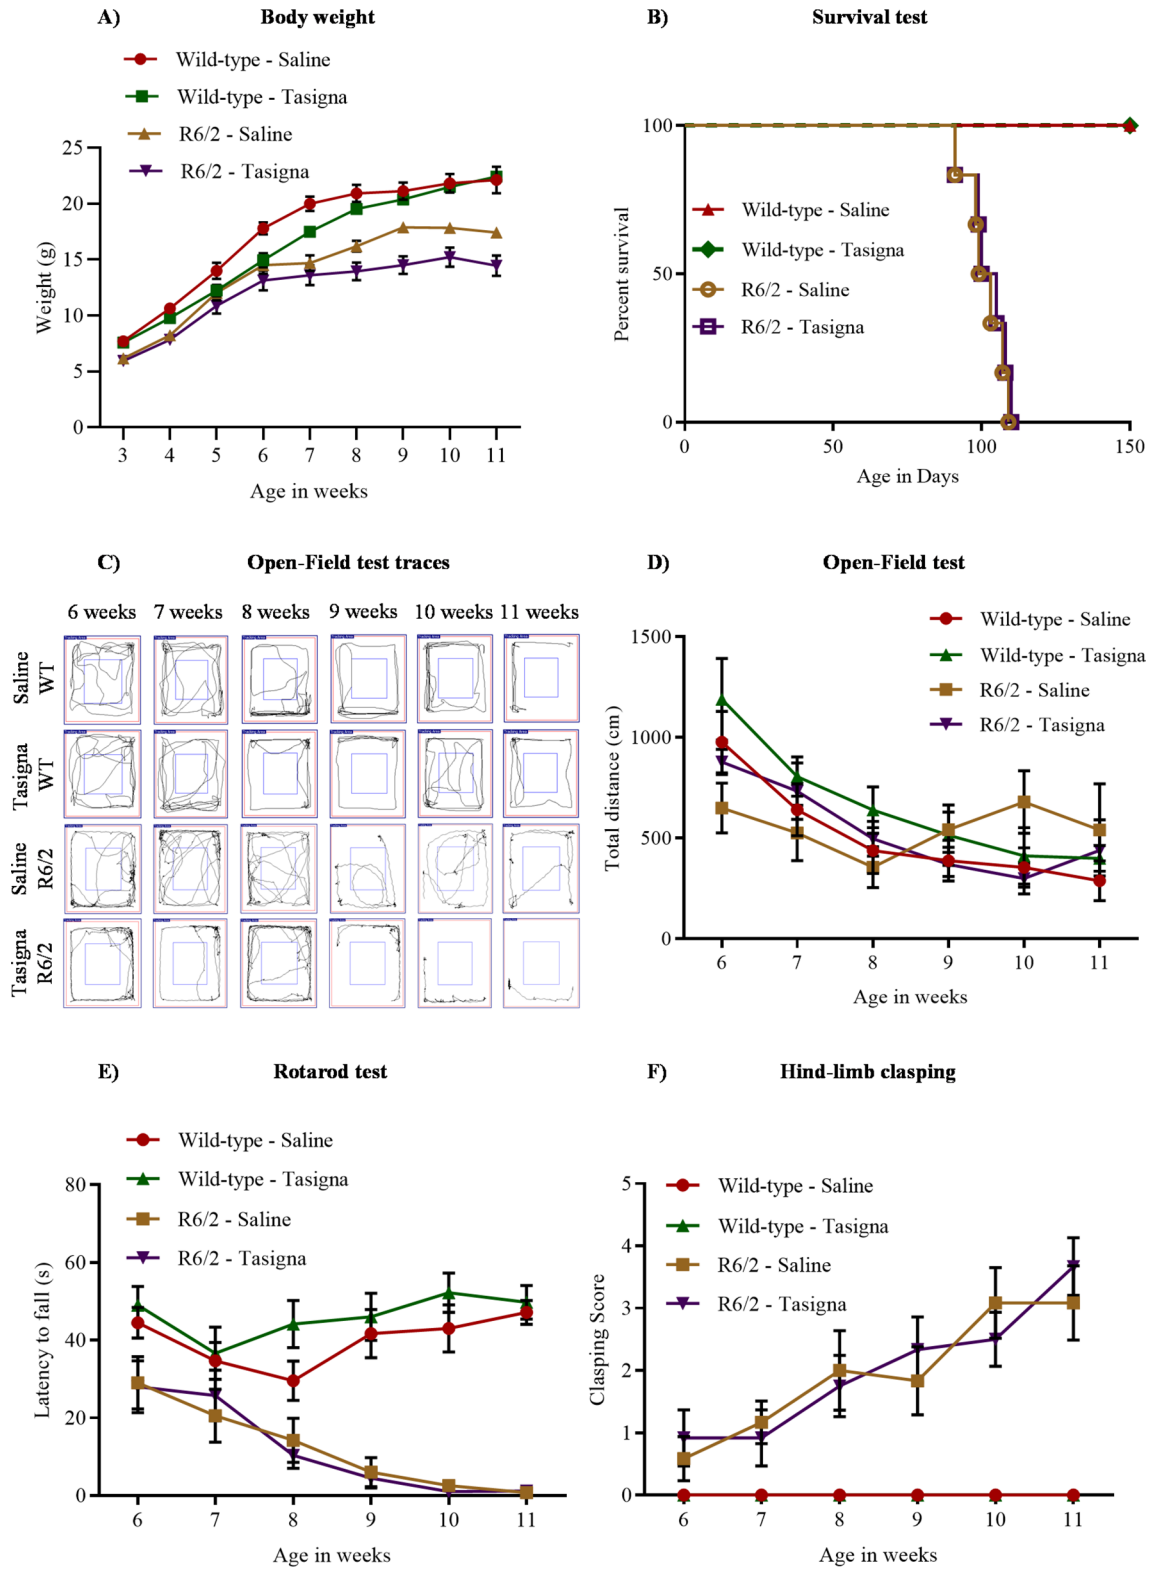 A) Body weight
Wild-type - Saline
Wild-type - Tasigna
R6/2 - Saline
R6/2 - Tasigna
25
20
15
10
5
0
Weight (g)
3 4 5 6 7 8 9 10 11
Age in weeks
B) Survival test
100
50
0
Percent survival
Wild-type - Saline
Wild-type - Tasigna
R6/2 - Saline
R6/2 - Tasigna
0 50 100 150
Age in Days
C) Open-Field test traces
6 weeks 7 weeks 8 weeks 9 weeks 10 weeks 11 weeks
Saline
WT
Tasigna
WT
Saline
R6/2
Tasigna
R6/2
D) Open-Field test
Wild-type - Saline
Wild-type - Tasigna
R6/2 - Saline
R6/2 - Tasigna
1500
1000
500
0
Total distance (cm)
6 7 8 9 10 11
Age in weeks
E) Rotarod test
Wild-type - Saline
Wild-type - Tasigna
R6/2 - Saline
R6/2 - Tasigna
80
60
40
20
0
Latency to fall (s)
6 7 8 9 10 11
Age in weeks
F) Hind-limb clasping
Wild-type - Saline
Wild-type - Tasigna
R6/2 - Saline
R6/2 - Tasigna
5
4
3
2
1
0
Clasping Score
6 7 8 9 10 11
Age in weeks